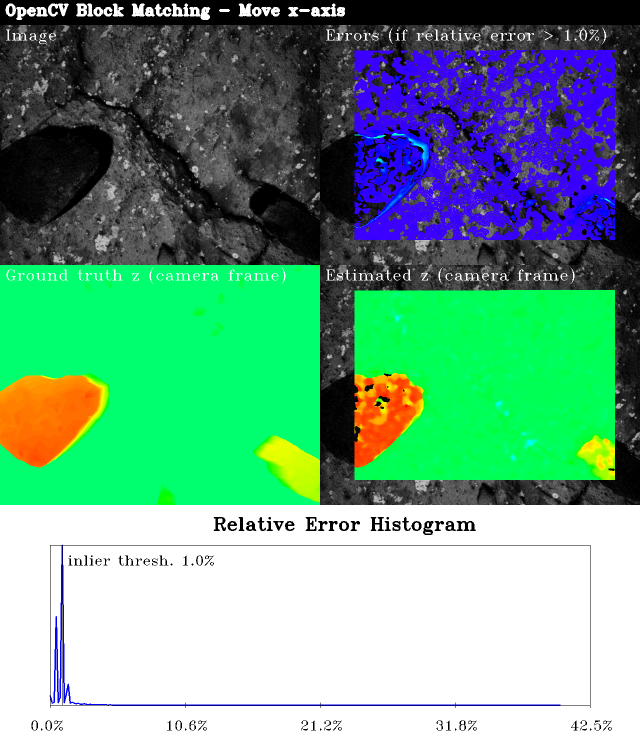 OpenCV Block Matching - Move x-axis
Image
Errors (if relative error > 1.0%)
Ground truth z (camera frame)
Estimated z (camera frame)
Relative Error Histogram
inlier thresh. 1.0%
0.0%
10.6%
21.2%
31.8%
42.5%